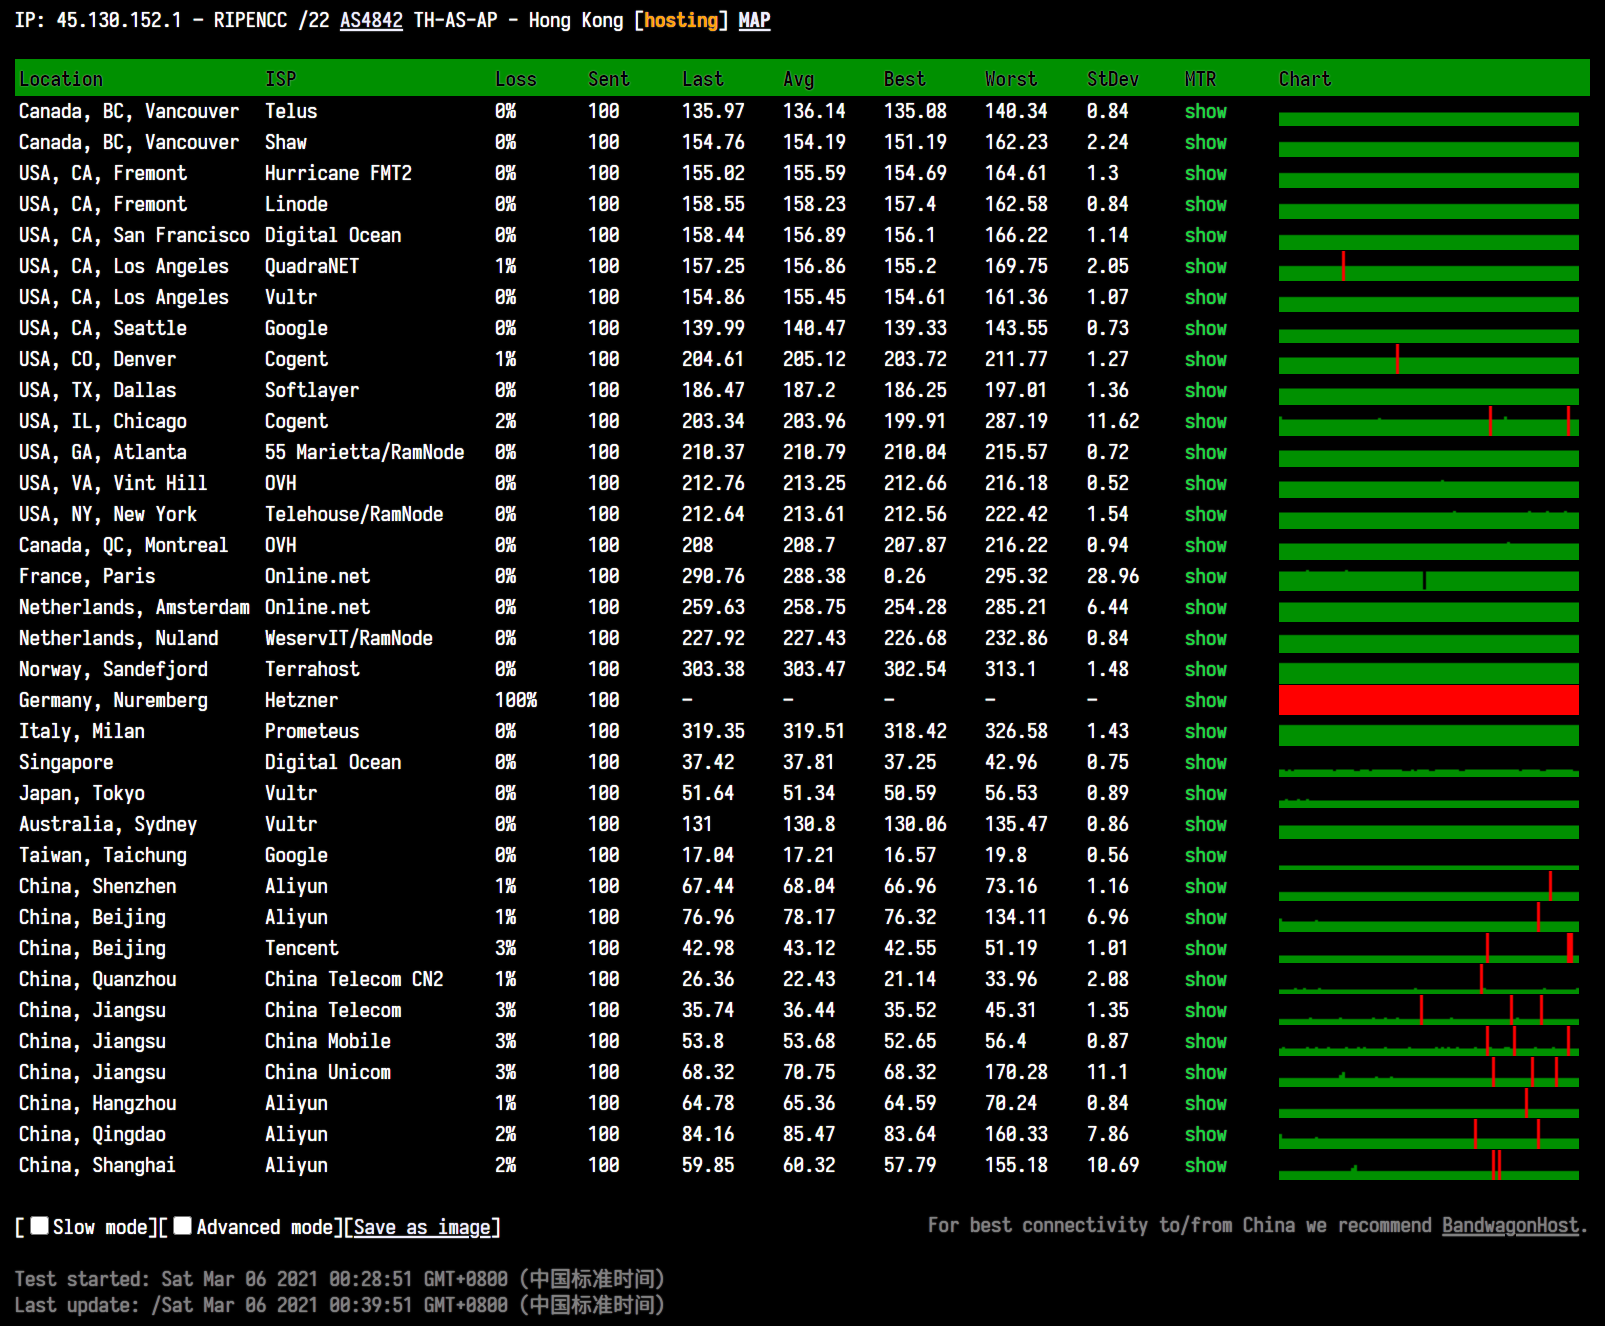 IP: 45.130.152.1 - RIPENCC /22 AS4842 TH-AS-AP - Hong Kong [hosting] MAP
Location ISP Loss Sent Last Avg Best Worst StDev MTR Chart
Canada, BC, Vancouver Telus 0% 100 135.97 136.14 135.08 140.34 0.84 show
Canada, BC, Vancouver Shaw 0% 100 154.76 154.19 151.19 162.23 2.24 show
USA, CA, Fremont Hurricane FMT2 0% 100 155.02 155.59 154.69 164.61 1.3 show
USA, CA, Fremont Linode 0% 100 158.55 158.23 157.4 162.58 0.84 show
USA, CA, San Francisco Digital Ocean 0% 100 158.44 156.89 156.1 166.22 1.14 show
USA, CA, Los Angeles QuadraNET 1% 100 157.25 156.86 155.2 169.75 2.05 show
USA, CA, Los Angeles Vultr 0% 100 154.86 155.45 154.61 161.36 1.07 show
USA, CA, Seattle Google 0% 100 139.99 140.47 139.33 143.55 0.73 show
USA, CO, Denver Cogent 1% 100 204.61 205.12 203.72 211.77 1.27 show
USA, TX, Dallas Softlayer 0% 100 186.47 187.2 186.25 197.01 1.36 show
USA, IL, Chicago Cogent 2% 100 203.34 203.96 199.91 287.19 11.62 show
USA, GA, Atlanta 55 Marietta/RamNode 0% 100 210.37 210.79 210.04 215.57 0.72 show
USA, VA, Vint Hill OVH 0% 100 212.76 213.25 212.66 216.18 0.52 show
USA, NY, New York Telehouse/RamNode 0% 100 212.64 213.61 212.56 222.42 1.54 show
Canada, QC, Montreal OVH 0% 100 208 208.7 207.87 216.22 0.94 show
France, Paris Online.net 0% 100 290.76 288.38 0.26 295.32 28.96 show
Netherlands, Amsterdam Online.net 0% 100 259.63 258.75 254.28 285.21 6.44 show
Netherlands, Nuland WeservIT/RamNode 0% 100 227.92 227.43 226.68 232.86 0.84 show
Norway, Sandefjord Terrahost 0% 100 303.38 303.47 302.54 313.1 1.48 show
Germany, Nuremberg Hetzner 100% 100 - - - - - show
Italy, Milan Prometeus 0% 100 319.35 319.51 318.42 326.58 1.43 show
Singapore Digital Ocean 0% 100 37.42 37.81 37.25 42.96 0.75 show
Japan, Tokyo Vultr 0% 100 51.64 51.34 50.59 56.53 0.89 show
Australia, Sydney Vultr 0% 100 131 130.8 130.06 135.47 0.86 show
Taiwan, Taichung Google 0% 100 17.04 17.21 16.57 19.8 0.56 show
China, Shenzhen Aliyun 1% 100 67.44 68.04 66.96 73.16 1.16 show
China, Beijing Aliyun 1% 100 76.96 78.17 76.32 134.11 6.96 show
China, Beijing Tencent 3% 100 42.98 43.12 42.55 51.19 1.01 show
China, Quanzhou China Telecom CN2 1% 100 26.36 22.43 21.14 33.96 2.08 show
China, Jiangsu China Telecom 3% 100 35.74 36.44 35.52 45.31 1.35 show
China, Jiangsu China Mobile 3% 100 53.8 53.68 52.65 56.4 0.87 show
China, Jiangsu China Unicom 3% 100 68.32 70.75 68.32 170.28 11.1 show
China, Hangzhou Aliyun 1% 100 64.78 65.36 64.59 70.24 0.84 show
China, Qingdao Aliyun 2% 100 84.16 85.47 83.64 160.33 7.86 show
China, Shanghai Aliyun 2% 100 59.85 60.32 57.79 155.18 10.69 show
[ Slow mode][ Advanced mode][Save as image] For best connectivity to/from China we recommend BandwagonHost.
Test started: Sat Mar 06 2021 00:28:51 GMT+0800 (中国标准时间)
Last update: /Sat Mar 06 2021 00:39:51 GMT+0800 (中国标准时间)